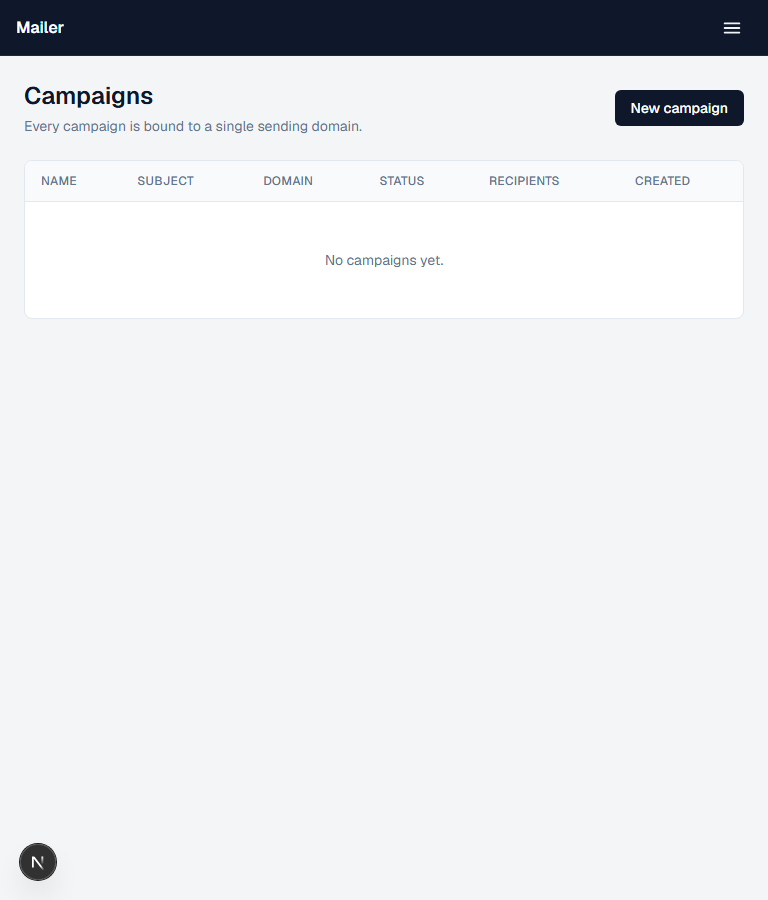 Mailer
Campaigns
Every campaign is bound to a single sending domain.
New campaign
NAME SUBJECT DOMAIN STATUS RECIPIENTS CREATED
No campaigns yet.
N